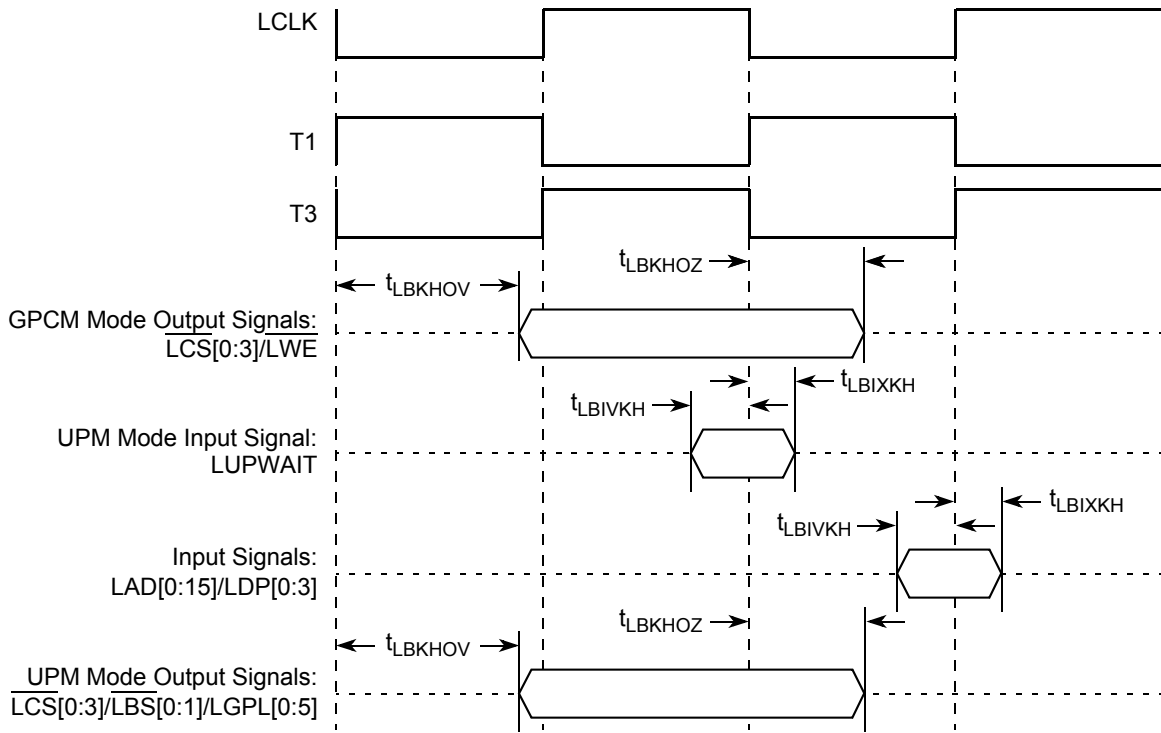 LCLK
T1
T3
tLBKHOZ
tLBKHOV
GPCM Mode Output Signals:
LCS[0:3]/LWE
tLBIXKH
tLBIVKH
UPM Mode Input Signal:
LUPWAIT
tLBIXKH
tLBIVKH
Input Signals:
LAD[0:15]/LDP[0:3]
tLBKHOZ
tLBKHOV
UPM Mode Output Signals:
LCS[0:3]/LBS[0:1]/LGPL[0:5]